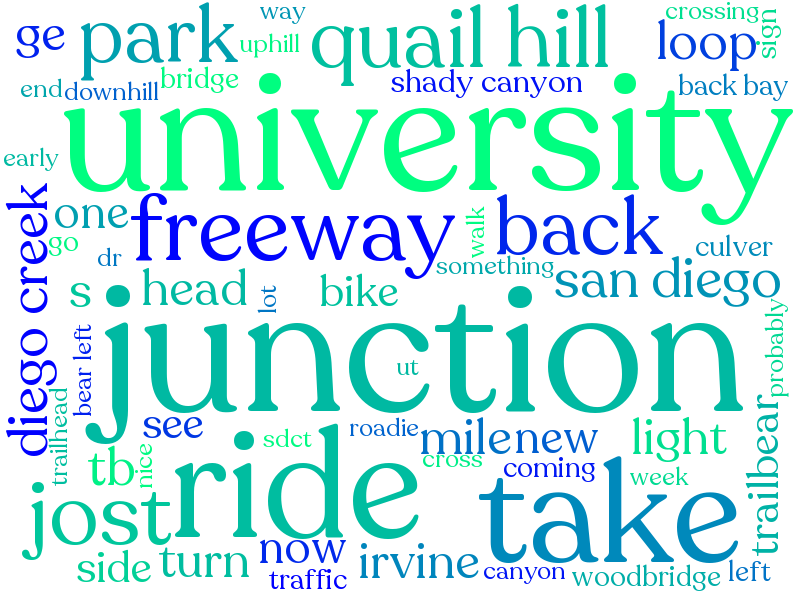 way
crossing
sign
ge
park
uphill
quail hill
loop
end
downhill
bridge
shady canyon
back bay
university
early
diego creek
one
go
dr
freeway
walk
back
culver
something
san diego
s
head
lot
bike
junction
probably
bear left
ut
trailhead
see
sdct
roadie
mile
new
light
tb
nice
ride
cross
coming
week
trailbear
jost
take
side
turn
now
traffic
irvine
canyon
woodbridge
left